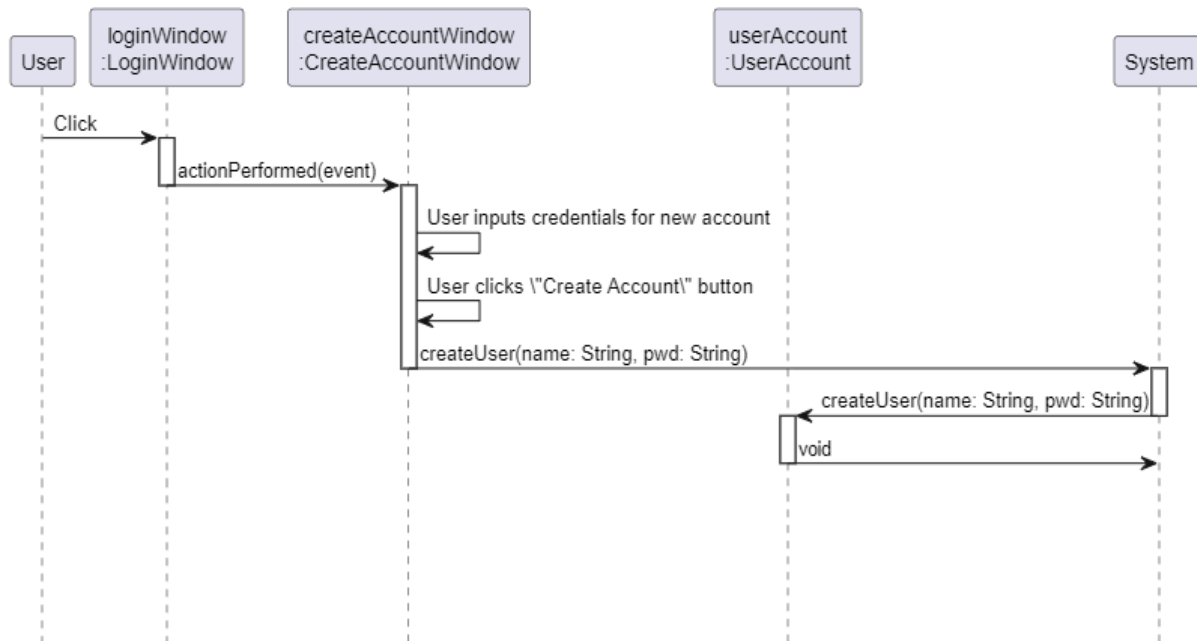 User
loginWindow
:LoginWindow
createAccountWindow
:CreateAccountWindow
userAccount
:UserAccount
System
Click
actionPerformed(event)
User inputs credentials for new account
User clicks \"Create Account\" button
createUser(name: String, pwd: String)
createUser(name: String, pwd: String)
void